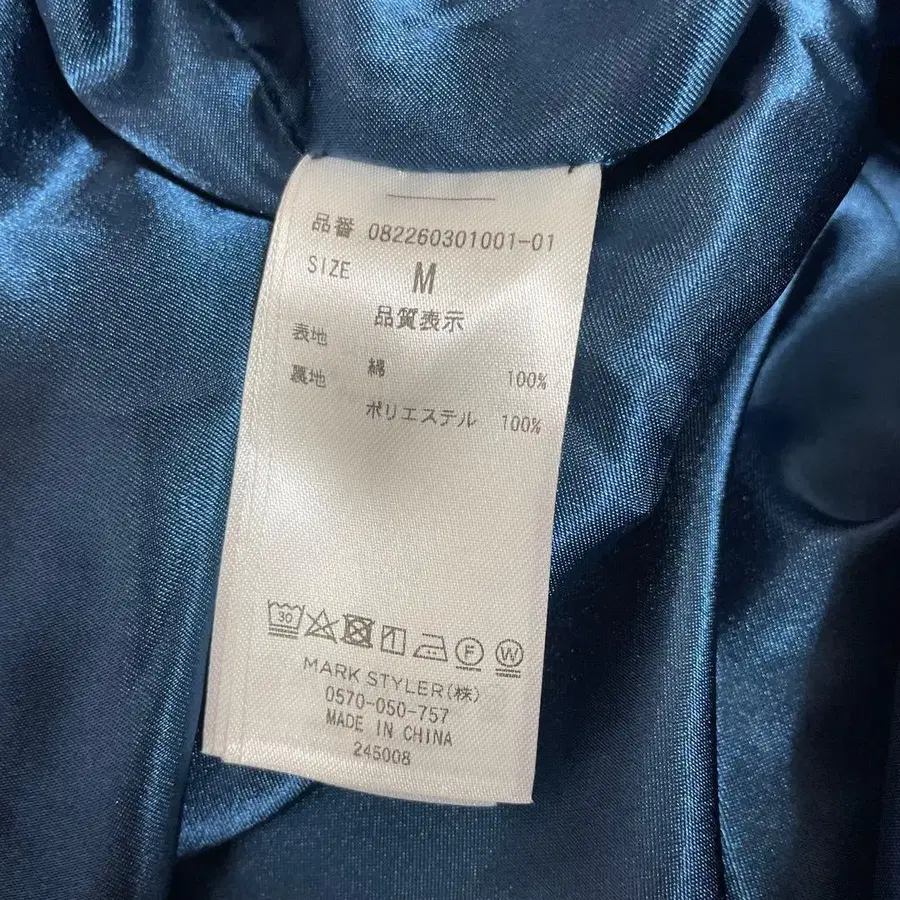 品番 082260301001-01
SIZE M
品質表示
表地 綿 100%
裏地 ポリエステル 100%
30 F W
MARK STYLER(株)
0570-050-757
MADE IN CHINA
245008